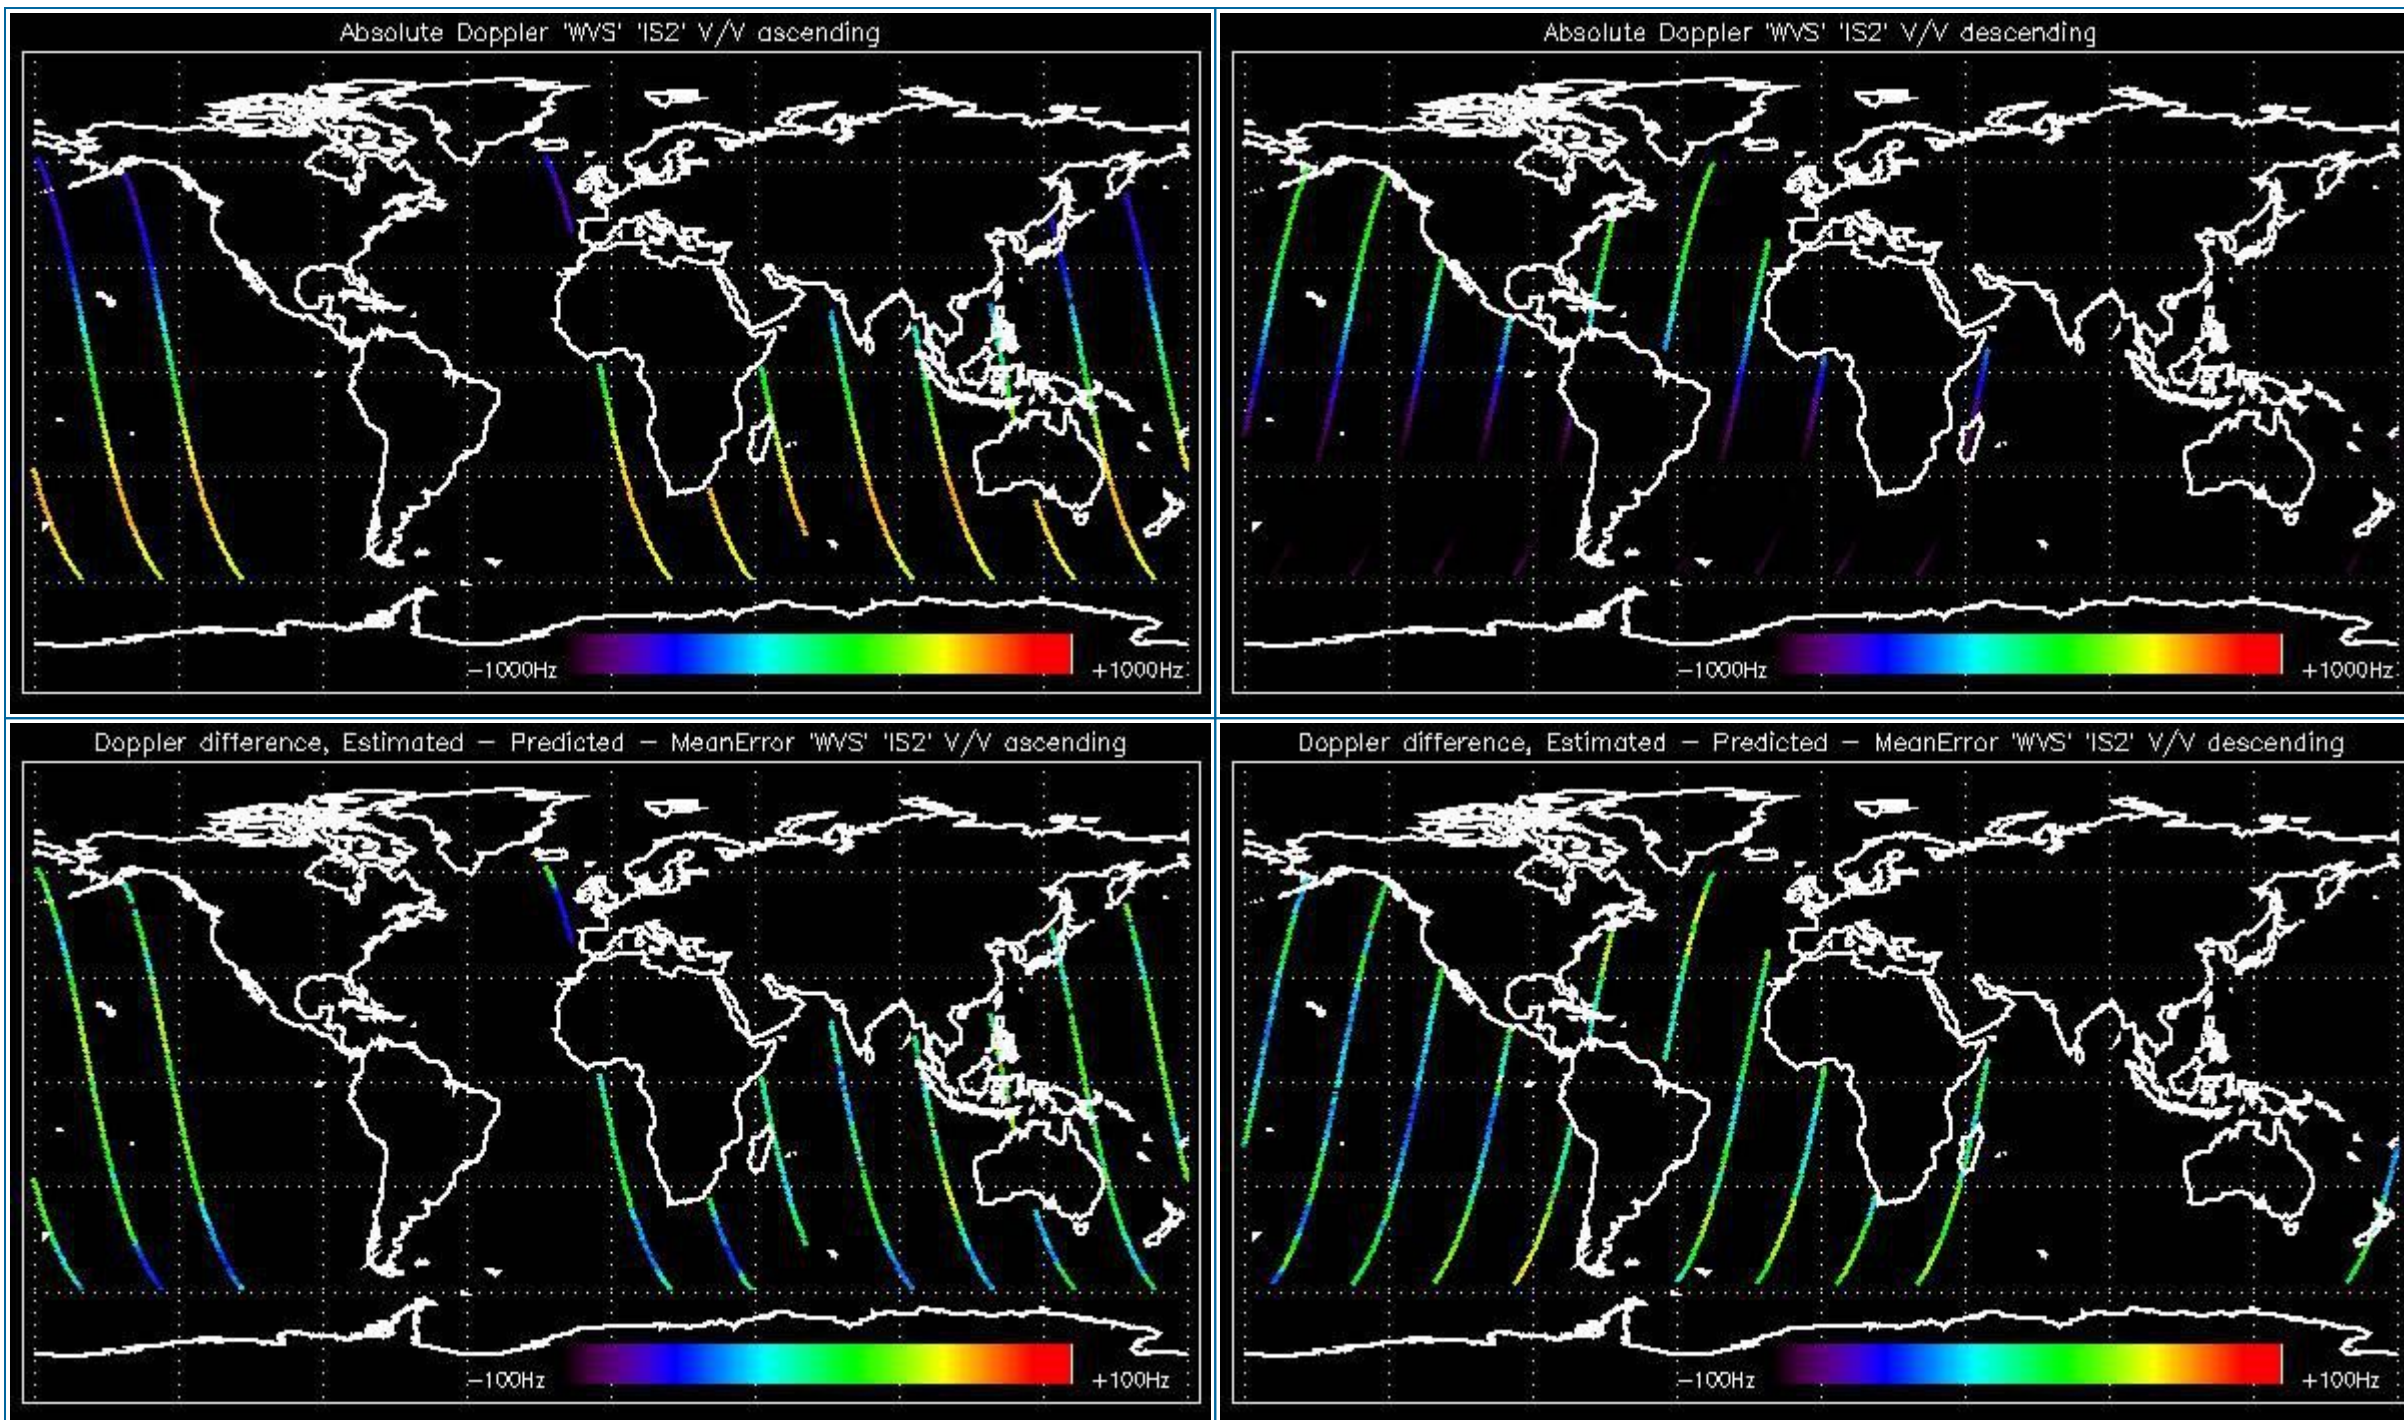 Absolute Doppler 'WVS' 'IS2' V/V ascending
−1000Hz
+1000Hz
Absolute Doppler 'WVS' 'IS2' V/V descending
−1000Hz
+1000Hz
Doppler difference, Estimated − Predicted − MeanError 'WVS' 'IS2' V/V ascending
−100Hz
+100Hz
Doppler difference, Estimated − Predicted − MeanError 'WVS' 'IS2' V/V descending
−100Hz
+100Hz